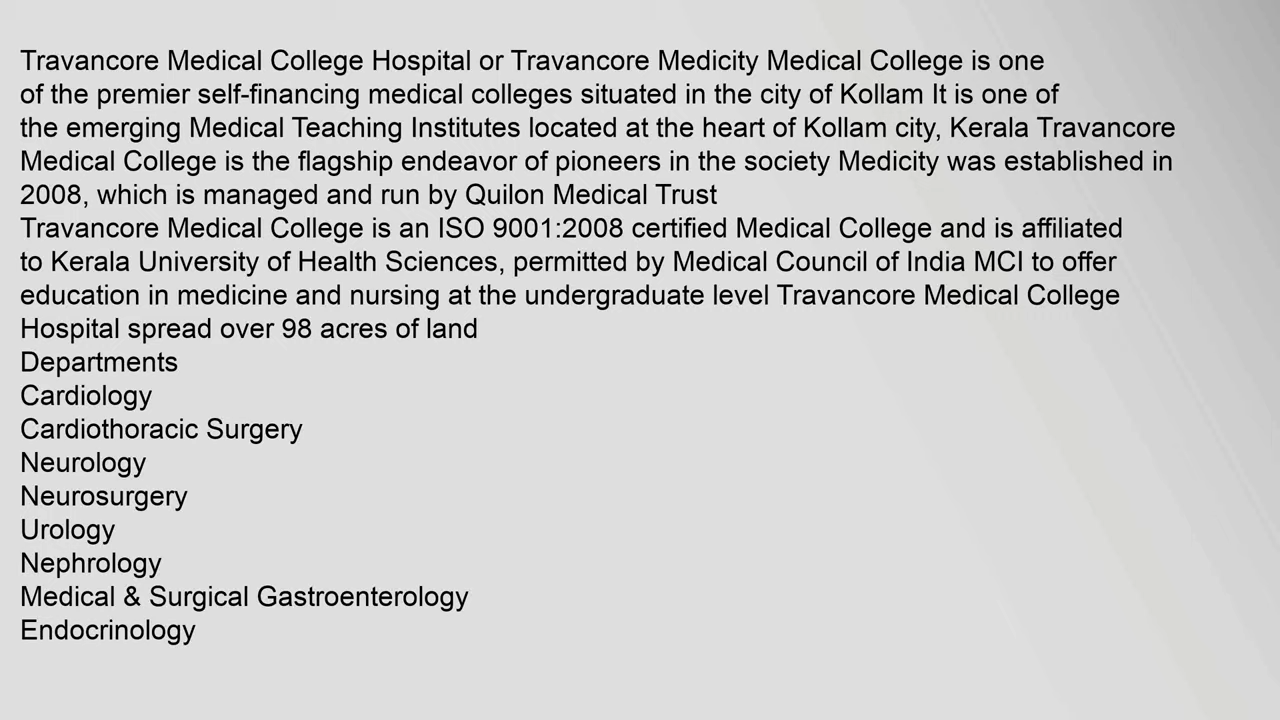 Travancore Medical College Hospital or Travancore Medicity Medical College is one
of the premier self-financing medical colleges situated in the city of Kollam It is one of
the emerging Medical Teaching Institutes located at the heart of Kollam city, Kerala Travancore
Medical College is the flagship endeavor of pioneers in the society Medicity was established in
2008, which is managed and run by Quilon Medical Trust
Travancore Medical College is an ISO 9001:2008 certified Medical College and is affiliated
to Kerala University of Health Sciences, permitted by Medical Council of India MCI to offer
education in medicine and nursing at the undergraduate level Travancore Medical College
Hospital spread over 98 acres of land
Departments
Cardiology
Cardiothoracic Surgery
Neurology
Neurosurgery
Urology
Nephrology
Medical & Surgical Gastroenterology
Endocrinology